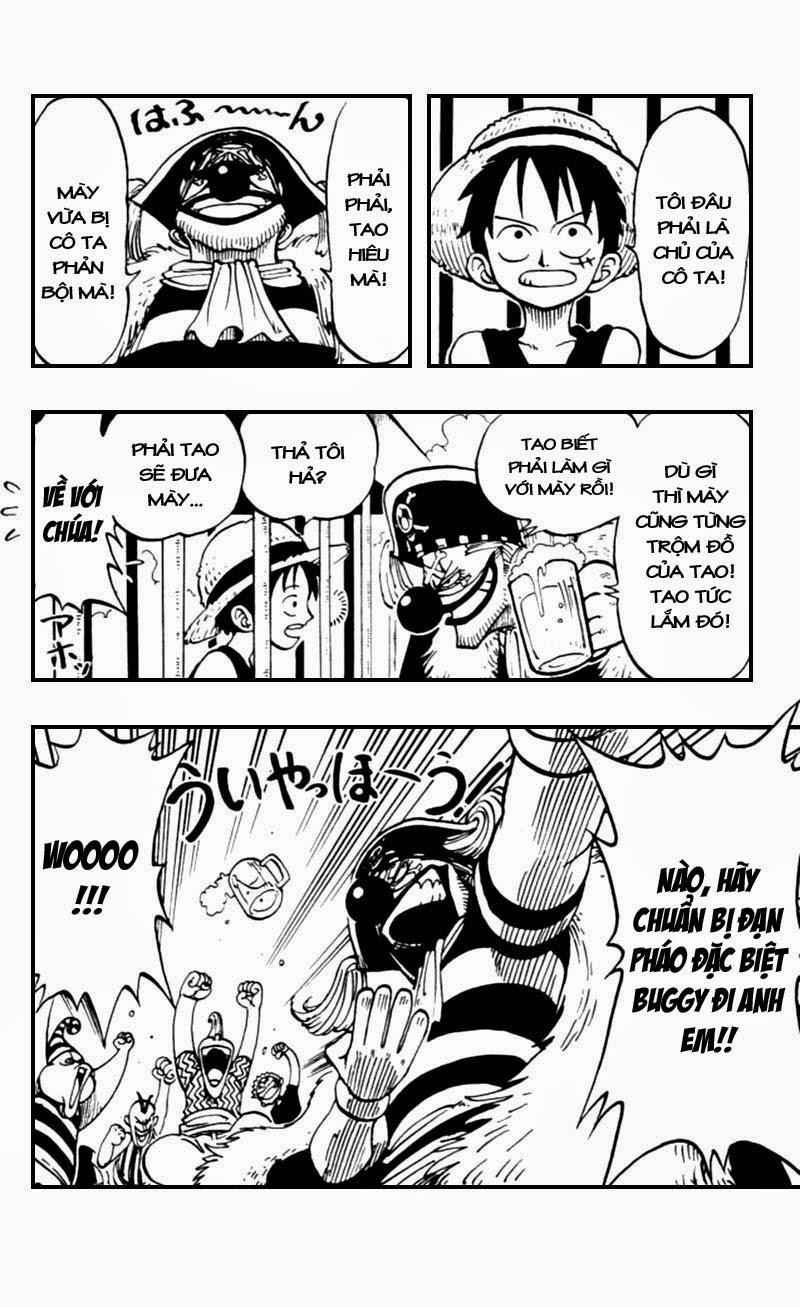 TÔI ĐÂU
PHẢI LÀ
CHỦ CỦA
CÔ TA!
はふ〜〜ん
PHẢI
PHẢI,
TAO
HIÊU
MÀ!
MÀY
VỪA BỊ
CÔ TA
PHẢN
BỘI MÀ!
DÙ GÌ
THÌ MÀY
CŨNG TỪNG
TRỘM ĐỒ
CỦA TAO!
TAO TỨC
LẮM ĐÓ!
TAO BIẾT
PHẢI LÀM GÌ
VỚI MÀY RỒI!
THẢ TÔI
HẢ?
PHẢI TAO
SẼ ĐƯA
MÀY...
VỀ VỚI
CHÚA!
アホッ
ういやっほーう!
NÀO, HÃY
CHUẨN BỊ ĐẠN
PHÁO ĐẶC BIỆT
BUGGY ĐI ANH
EM!!
WOOOO
!!!